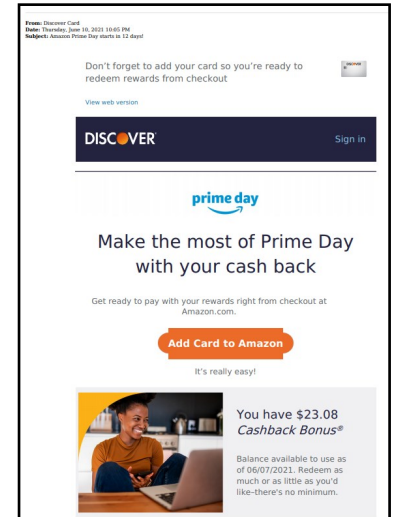 From: Discover Card
Date: Thursday, June 10, 2021 10:05 PM
Subject: Amazon Prime Day starts in 12 days!
Don't forget to add your card so you're ready to
redeem rewards from checkout
DISCOVER
View web version
DISCOVER
Sign in
prime day
Make the most of Prime Day
with your cash back
Get ready to pay with your rewards right from checkout at
Amazon.com.
Add Card to Amazon
It's really easy!
You have $23.08
Cashback Bonus®
Balance available to use as
of 06/07/2021. Redeem as
much or as little as you'd
like–there's no minimum.